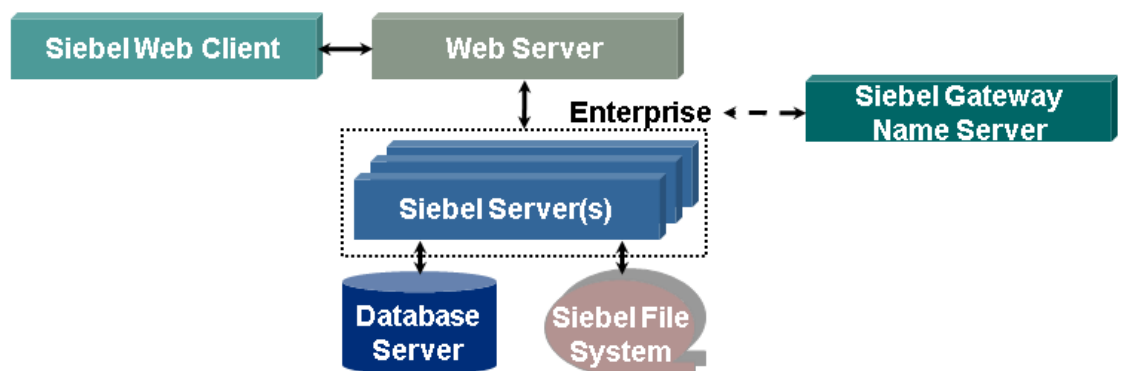 Siebel Web Client
Web Server
Enterprise
Siebel Gateway
Name Server
Siebel Server(s)
Database
Server
Siebel File
System